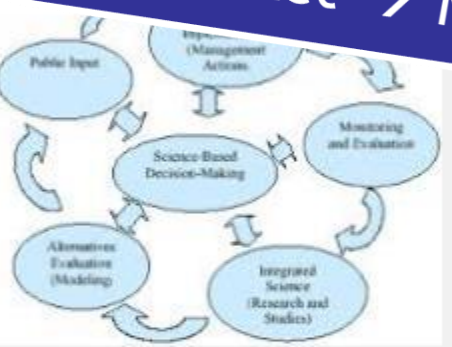 (Management
Actions
Public Input
Monitoring
and Evaluation
Science-Based
Decision-Making
Alternatives
Evaluation
(Modeling)
Integrated
Science
(Research and
Studies)